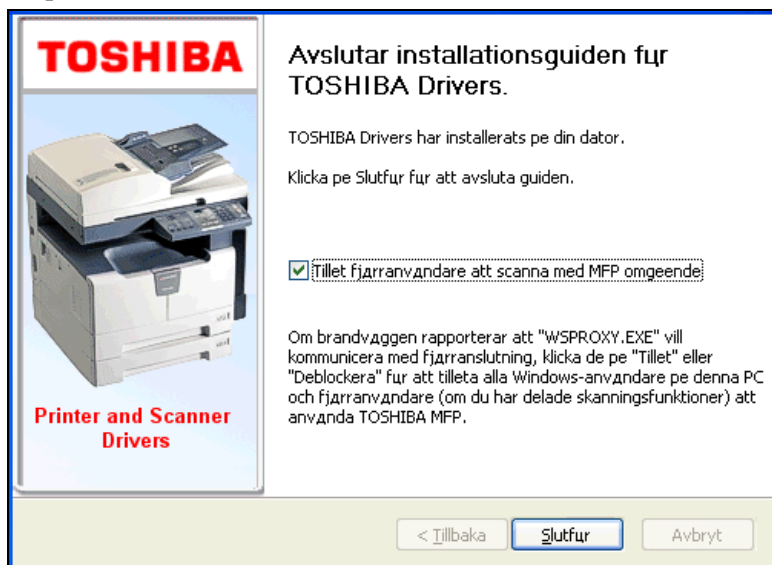 TOSHIBA
Printer and Scanner
Drivers
Avslutar installationsguiden fцr
TOSHIBA Drivers.
TOSHIBA Drivers har installerats pе din dator.
Klicka pе Slutfцr fцr att avsluta guiden.
Tillеt fjдrranvдndare att scanna med MFP omgеende
Om brandvдggen rapporterar att "WSPROXY.EXE" vill
kommunicera med fjдrranslutning, klicka dе pе "Tillеt" eller
"Deblockera" fцr att tillеta alla Windows-anvдndare pе denna PC
och fjдrranvдndare (om du har delade skanningsfunktioner) att
anvдnda TOSHIBA MFP.
< Tillbaka
Slutfцr
Avbryt